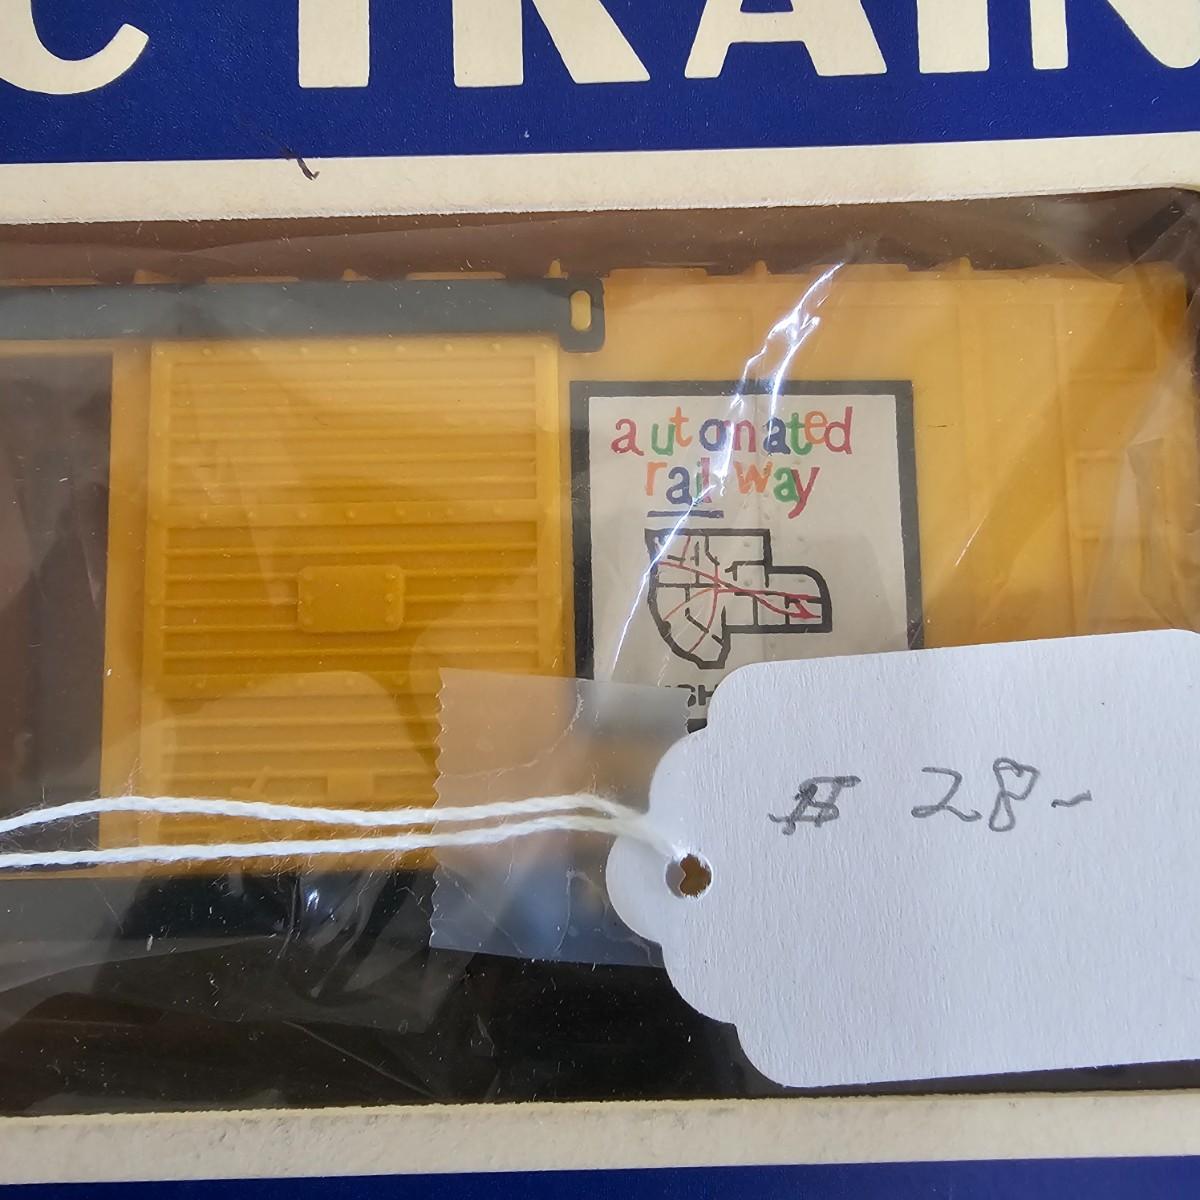 C TRAIN
automated
railway
$ 28-